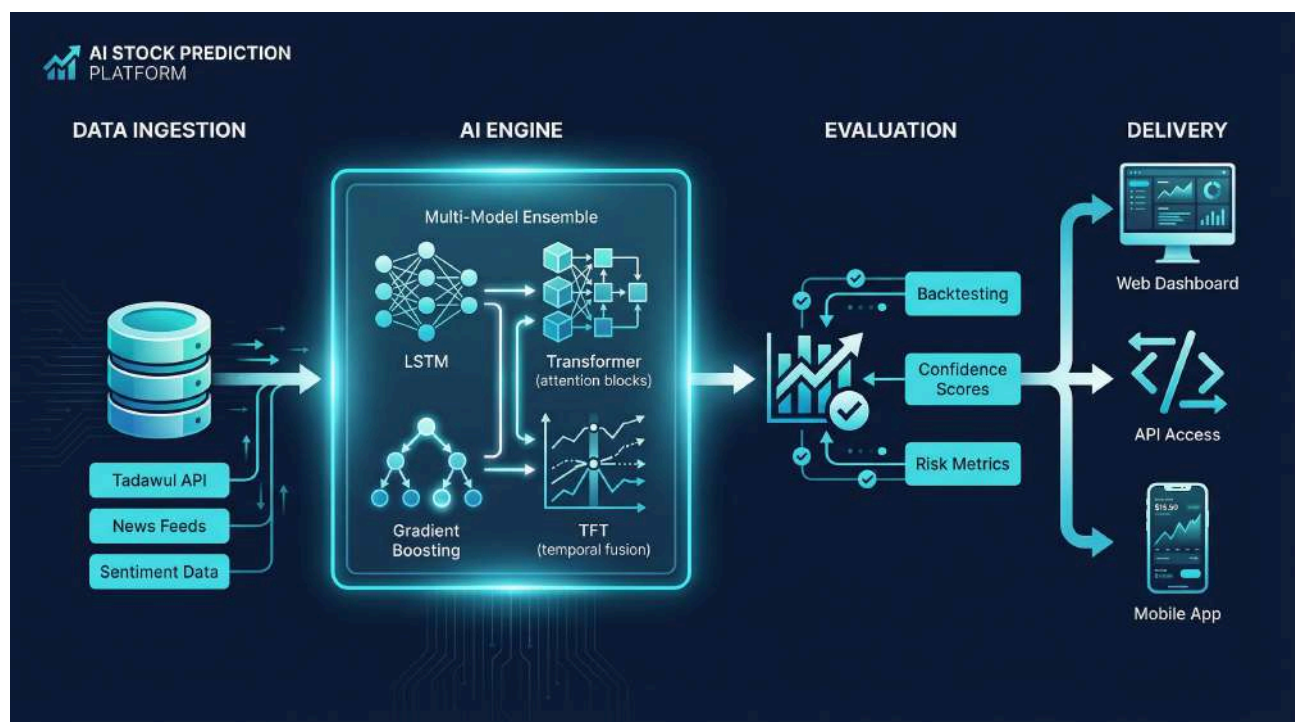 AI STOCK PREDICTION
PLATFORM
DATA INGESTION
AI ENGINE
EVALUATION
DELIVERY
Multi-Model Ensemble
LSTM
Transformer
(attention blocks)
Gradient
Boosting
TFT
(temporal fusion)
Tadawul API
News Feeds
Sentiment Data
Backtesting
Confidence
Scores
Risk Metrics
Web Dashboard
API Access
$15.50
Mobile App